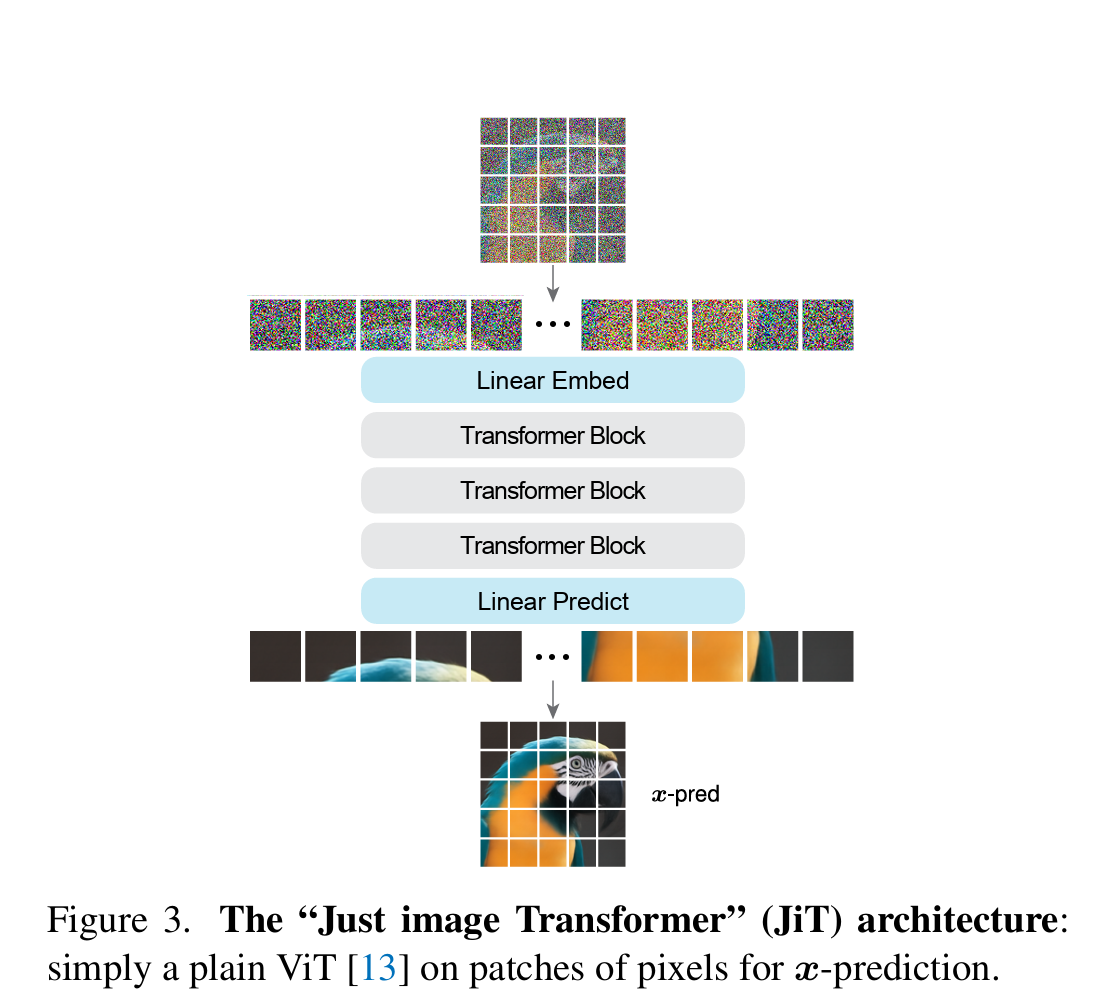 Linear Embed
Transformer Block
Transformer Block
Transformer Block
Linear Predict
x-pred
Figure 3. The “Just image Transformer” (JiT) architecture:
simply a plain ViT [13] on patches of pixels for x-prediction.